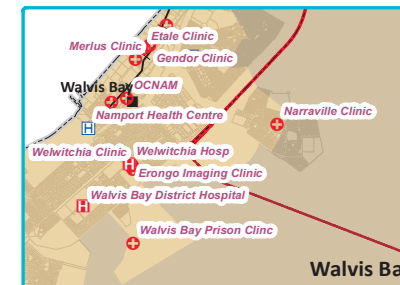 Etale Clinic
Merlus Clinic
Gendor Clinic
Walvis Bay
OCNAM
Namport Health Centre
Narraville Clinic
H
Welwitchia Clinic
Welwitchia Hosp
H
Erongo Imaging Clinic
Walvis Bay District Hospital
H
Walvis Bay Prison Clinc
Walvis Ba